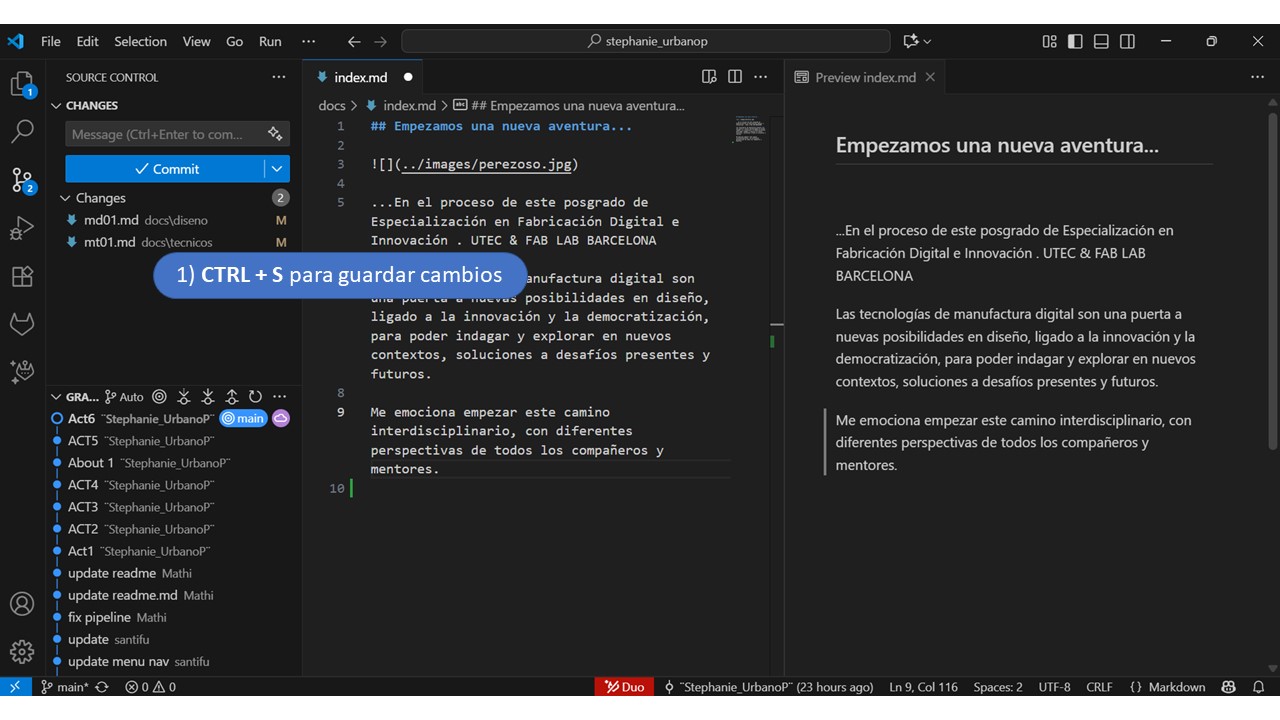 File Edit Selection View Go Run ···
stephanie_urbanop
SOURCE CONTROL ···
CHANGES
Message (Ctrl+Enter to com...
Commit
Changes 2
md01.md docs\diseno M
mt01.md docs\tecnicos M
1) CTRL + S para guardar cambios
GRA... Auto ···
Act6 ¨Stephanie_UrbanoP¨ main
ACT5 ¨Stephanie_UrbanoP¨
About 1 ¨Stephanie_UrbanoP¨
ACT4 ¨Stephanie_UrbanoP¨
ACT3 ¨Stephanie_UrbanoP¨
ACT2 ¨Stephanie_UrbanoP¨
Act1 ¨Stephanie_UrbanoP¨
update readme Mathi
update readme.md Mathi
fix pipeline Mathi
update santifu
update menu nav santifu
1
2
index.md
docs > index.md > ## Empezamos una nueva aventura...
1 ## Empezamos una nueva aventura...
2
3 ![](../images/perezoso.jpg)
4
5 ...En el proceso de este posgrado de
Especialización en Fabricación Digital e
Innovación . UTEC & FAB LAB BARCELONA
anufactura digital son
una puerta a nuevas posibilidades en diseño,
ligado a la innovación y la democratización,
para poder indagar y explorar en nuevos
contextos, soluciones a desafíos presentes y
futuros.
8
9 Me emociona empezar este camino
interdisciplinario, con diferentes
perspectivas de todos los compañeros y
mentores.
10
Preview index.md
Empezamos una nueva aventura...
...En el proceso de este posgrado de Especialización en
Fabricación Digital e Innovación . UTEC & FAB LAB
BARCELONA
Las tecnologías de manufactura digital son una puerta a
nuevas posibilidades en diseño, ligado a la innovación y la
democratización, para poder indagar y explorar en nuevos
contextos, soluciones a desafíos presentes y futuros.
Me emociona empezar este camino interdisciplinario, con
diferentes perspectivas de todos los compañeros y
mentores.
main* 0 0 Duo ¨Stephanie_UrbanoP¨ (23 hours ago) Ln 9, Col 116 Spaces: 2 UTF-8 CRLF {} Markdown